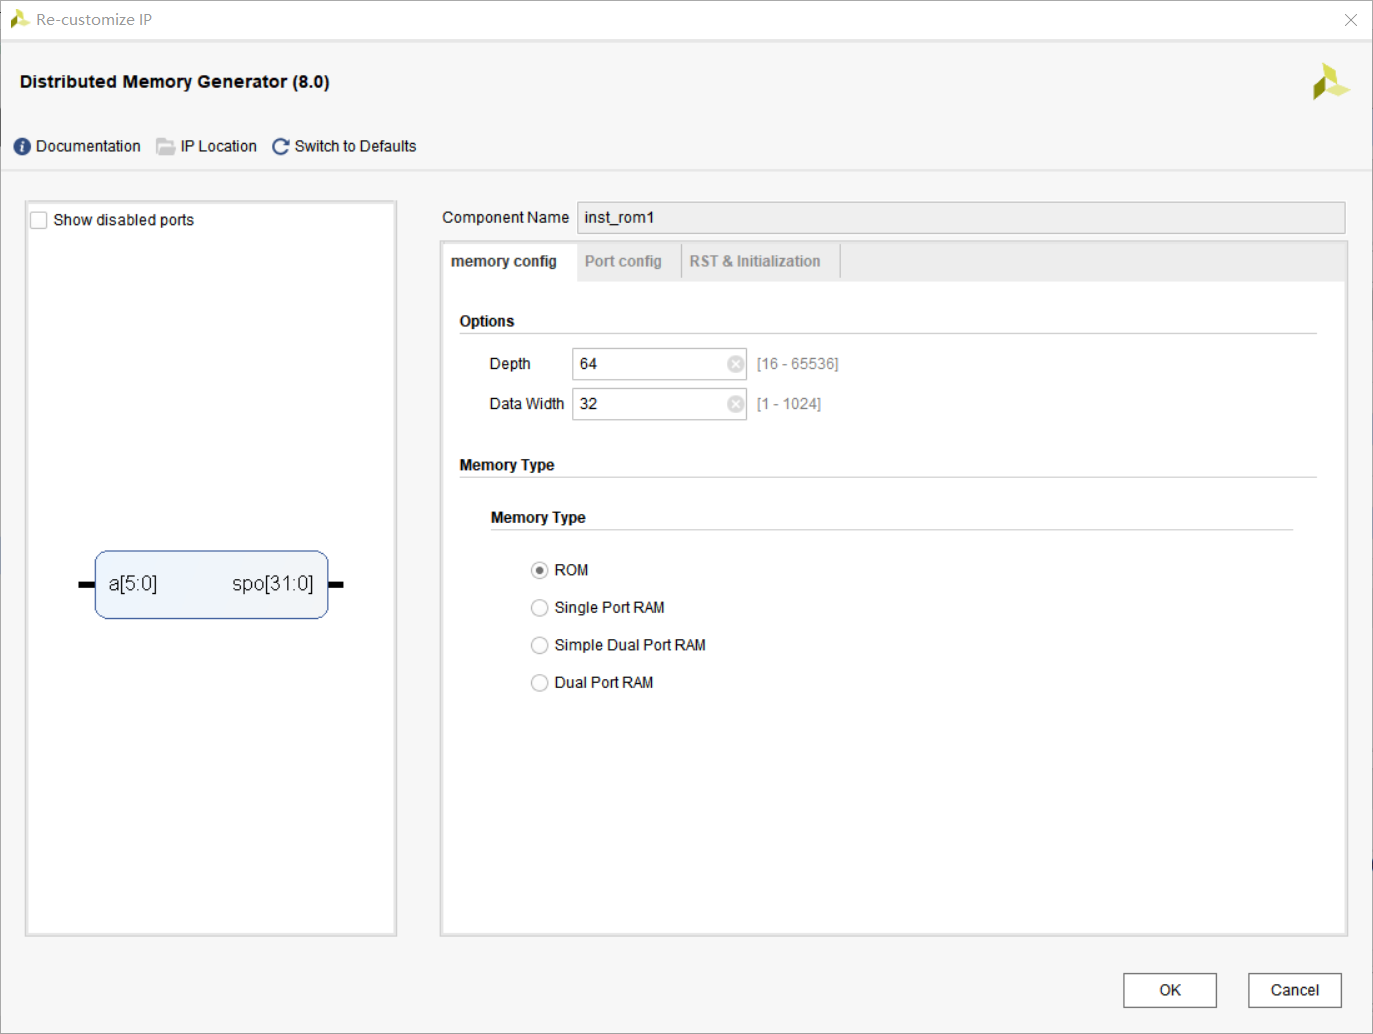 Re-customize IP
Distributed Memory Generator (8.0)
Documentation IP Location Switch to Defaults
Show disabled ports
a[5:0] spo[31:0]
Component Name inst_rom1
memory config Port config RST & Initialization
Options
Depth 64 [16 - 65536]
Data Width 32 [1 - 1024]
Memory Type
Memory Type
ROM
Single Port RAM
Simple Dual Port RAM
Dual Port RAM
OK Cancel